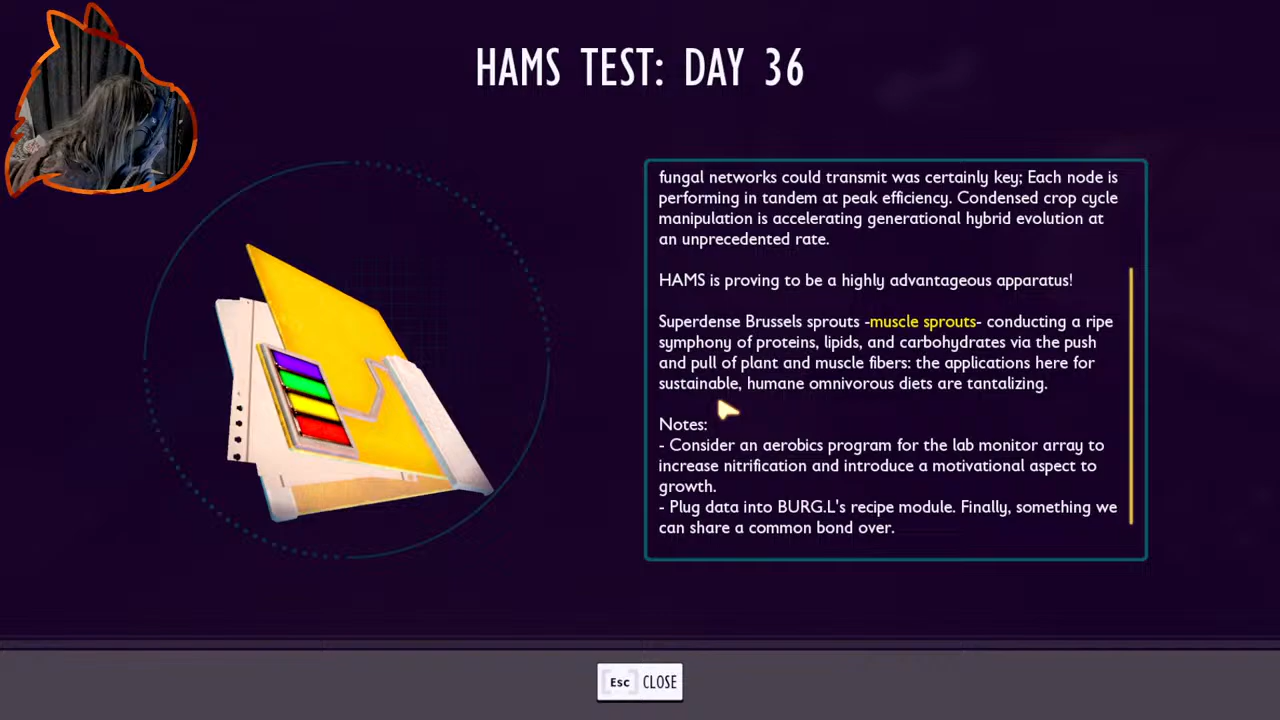 HAMS TEST: DAY 36
fungal networks could transmit was certainly key; Each node is
performing in tandem at peak efficiency. Condensed crop cycle
manipulation is accelerating generational hybrid evolution at
an unprecedented rate.
HAMS is proving to be a highly advantageous apparatus!
Superdense Brussels sprouts -muscle sprouts- conducting a ripe
symphony of proteins, lipids, and carbohydrates via the push
and pull of plant and muscle fibers: the applications here for
sustainable, humane omnivorous diets are tantalizing.
Notes:
- Consider an aerobics program for the lab monitor array to
increase nitrification and introduce a motivational aspect to
growth.
- Plug data into BURG.L's recipe module. Finally, something we
can share a common bond over.
Esc CLOSE